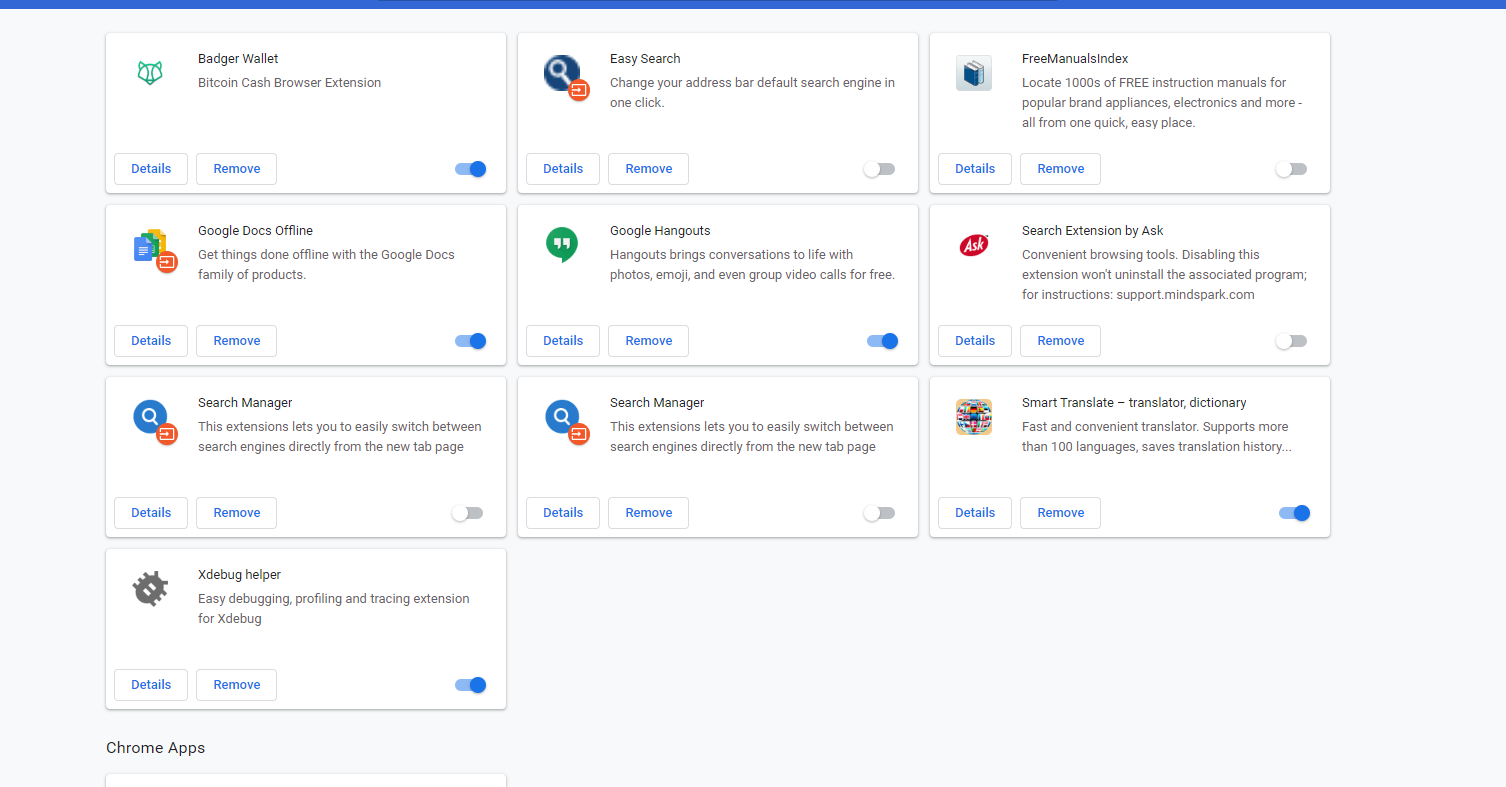 Badger Wallet
Bitcoin Cash Browser Extension
Details
Remove
Easy Search
Change your address bar default search engine in
one click.
Details
Remove
FreeManualsIndex
Locate 1000s of FREE instruction manuals for
popular brand appliances, electronics and more -
all from one quick, easy place.
Details
Remove
Google Docs Offline
Get things done offline with the Google Docs
family of products.
Details
Remove
Google Hangouts
Hangouts brings conversations to life with
photos, emoji, and even group video calls for free.
Details
Remove
Ask
Search Extension by Ask
Convenient browsing tools. Disabling this
extension won't uninstall the associated program;
for instructions: support.mindspark.com
Details
Remove
Search Manager
This extensions lets you to easily switch between
search engines directly from the new tab page
Details
Remove
Search Manager
This extensions lets you to easily switch between
search engines directly from the new tab page
Details
Remove
Smart Translate – translator, dictionary
Fast and convenient translator. Supports more
than 100 languages, saves translation history...
Details
Remove
Xdebug helper
Easy debugging, profiling and tracing extension
for Xdebug
Details
Remove
Chrome Apps